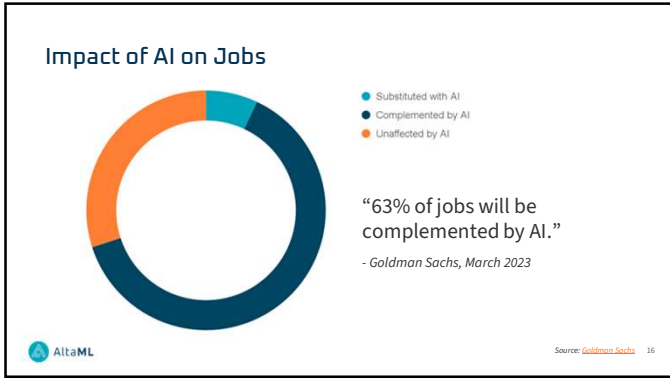 Impact of AI on Jobs
Substituted with AI
Complemented by AI
Unaffected by AI
“63% of jobs will be
complemented by AI.”
- Goldman Sachs, March 2023
AltaML
Source: Goldman Sachs 16